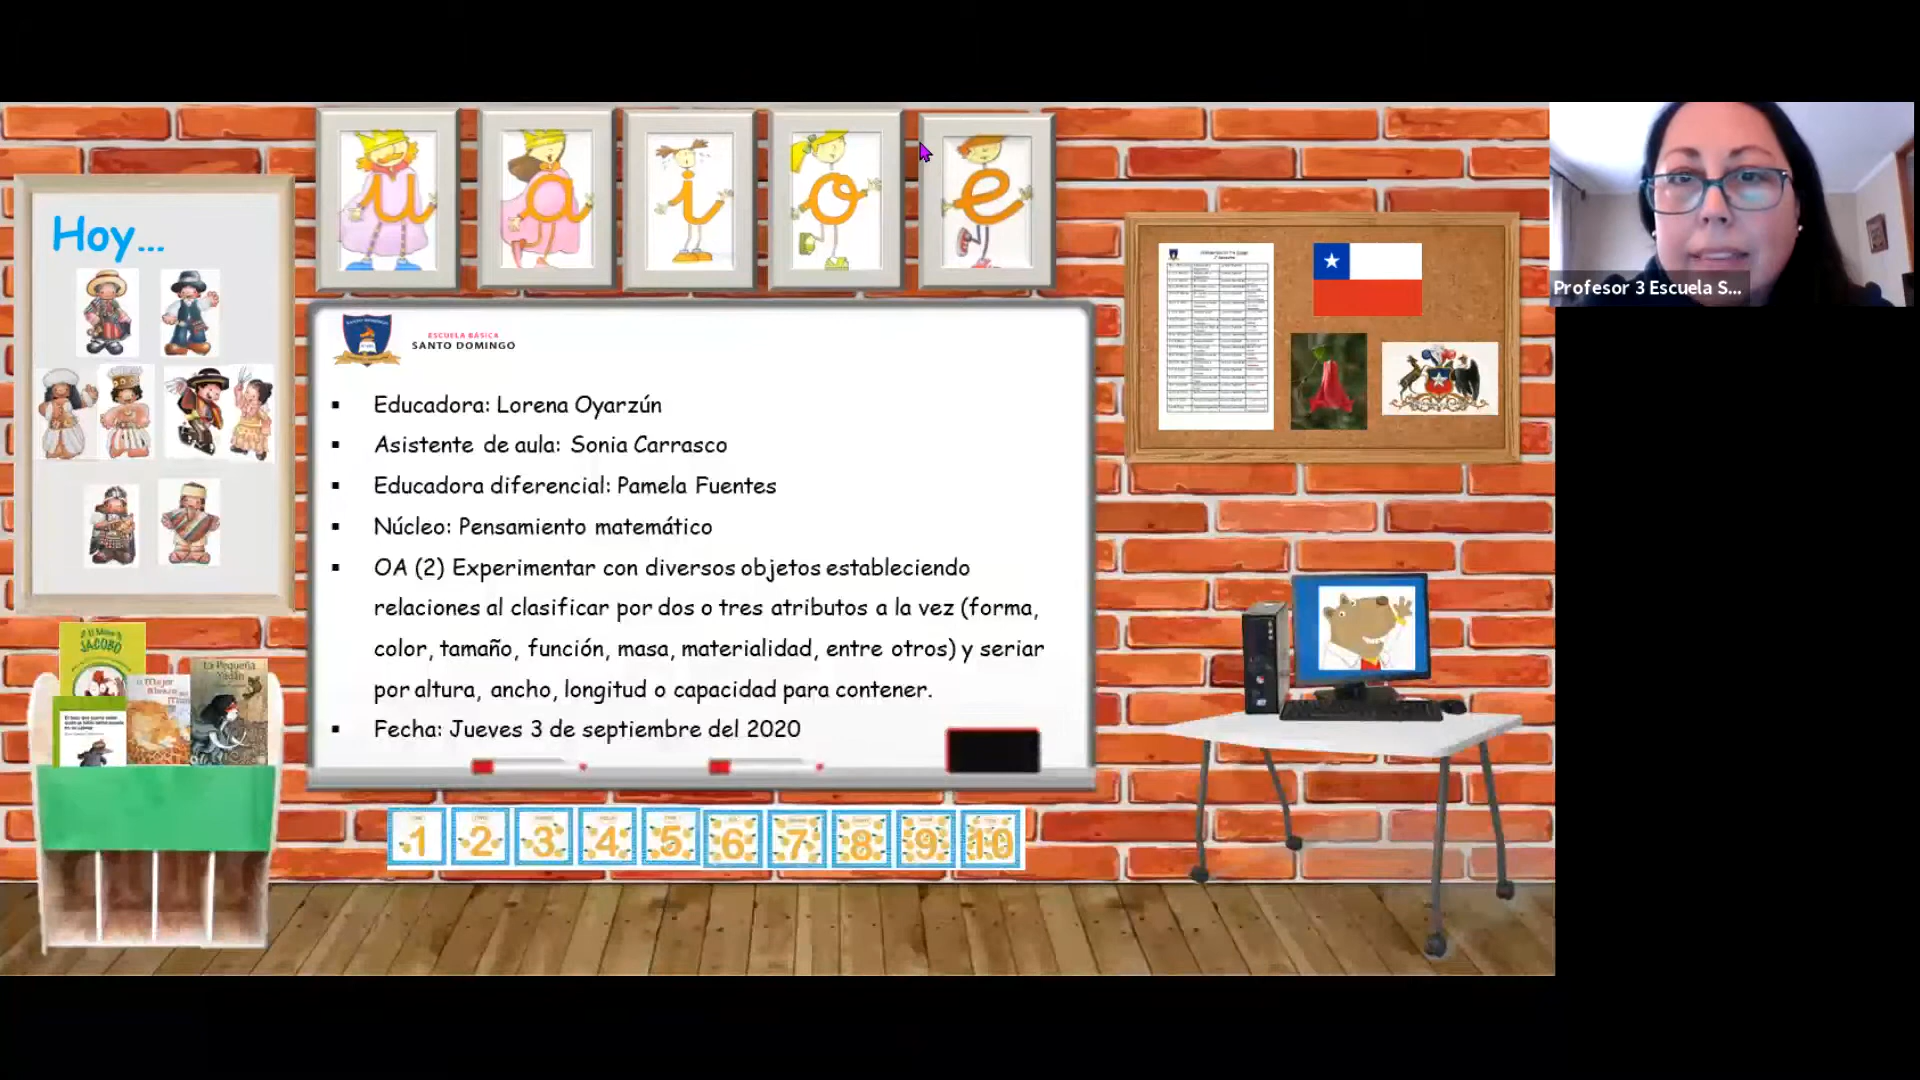 u a i o e
Hoy...
ESCUELA BÁSICA
SANTO DOMINGO
▪ Educadora: Lorena Oyarzún
▪ Asistente de aula: Sonia Carrasco
▪ Educadora diferencial: Pamela Fuentes
▪ Núcleo: Pensamiento matemático
▪ OA (2) Experimentar con diversos objetos estableciendo
relaciones al clasificar por dos o tres atributos a la vez (forma,
color, tamaño, función, masa, materialidad, entre otros) y seriar
por altura, ancho, longitud o capacidad para contener.
▪ Fecha: Jueves 3 de septiembre del 2020
JACOBO
La Pequeña
Yagán
1 2 3 4 5 6 7 8 9 10
Profesor 3 Escuela S...